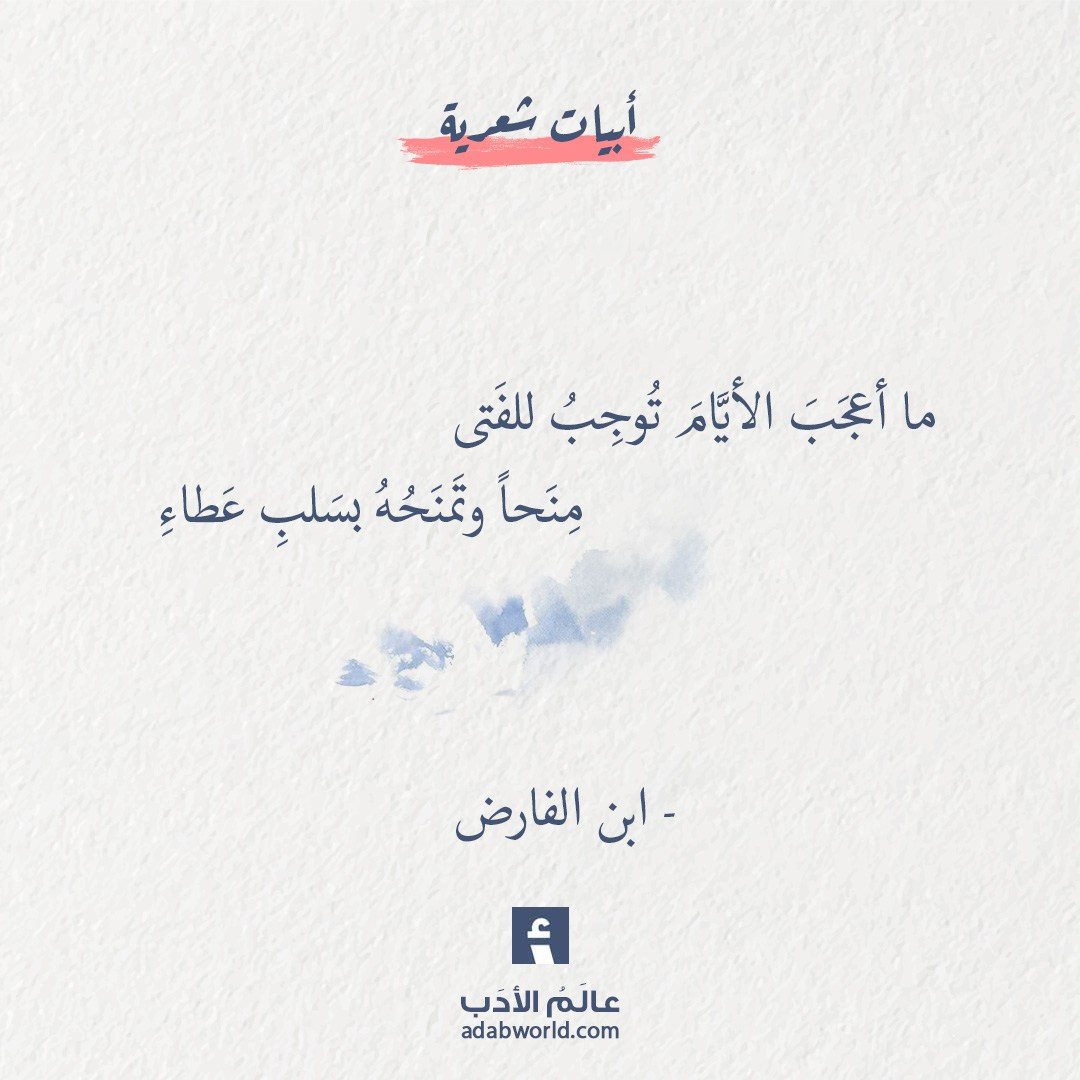 أبيات شعرية
ما أعجَبَ الأيَّامَ تُوجِبُ للفَتى
مِنَحاً وتَمنَحُهُ بسَلبِ عَطاءِ
- ابن الفارض
أ
عالَمُ الأدَب
adabworld.com